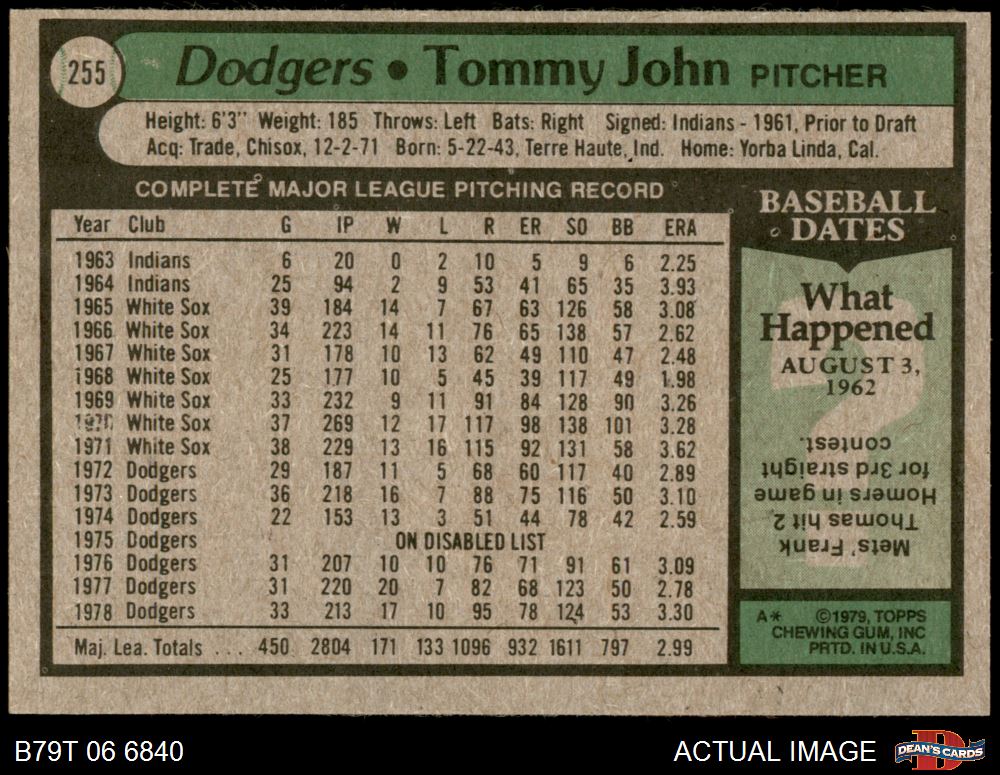 255
Dodgers • Tommy John PITCHER
Height: 6'3" Weight: 185 Throws: Left Bats: Right Signed: Indians - 1961, Prior to Draft
Acq: Trade, Chisox, 12-2-71 Born: 5-22-43, Terre Haute, Ind. Home: Yorba Linda, Cal.
COMPLETE MAJOR LEAGUE PITCHING RECORD
Year Club G IP W L R ER SO BB ERA
1963 Indians 6 20 0 2 10 5 9 6 2.25
1964 Indians 25 94 2 9 53 41 65 35 3.93
1965 White Sox 39 184 14 7 67 63 126 58 3.08
1966 White Sox 34 223 14 11 76 65 138 57 2.62
1967 White Sox 31 178 10 13 62 49 110 47 2.48
1968 White Sox 25 177 10 5 45 39 117 49 1.98
1969 White Sox 33 232 9 11 91 84 128 90 3.26
1970 White Sox 37 269 12 17 117 98 138 101 3.28
1971 White Sox 38 229 13 16 115 92 131 58 3.62
1972 Dodgers 29 187 11 5 68 60 117 40 2.89
1973 Dodgers 36 218 16 7 88 75 116 50 3.10
1974 Dodgers 22 153 13 3 51 44 78 42 2.59
1975 Dodgers ON DISABLED LIST
1976 Dodgers 31 207 10 10 76 71 91 61 3.09
1977 Dodgers 31 220 20 7 82 68 123 50 2.78
1978 Dodgers 33 213 17 10 95 78 124 53 3.30
Maj. Lea. Totals ... 450 2804 171 133 1096 932 1611 797 2.99
BASEBALL
DATES
What
Happened
AUGUST 3,
1962
Mets' Frank
Thomas hit 2
Homers in game
for 3rd straight
contest.
A* ©1979, TOPPS
CHEWING GUM, INC
PRTD. IN U.S.A.
B79T 06 6840
ACTUAL IMAGE
D
DEAN'S CARDS